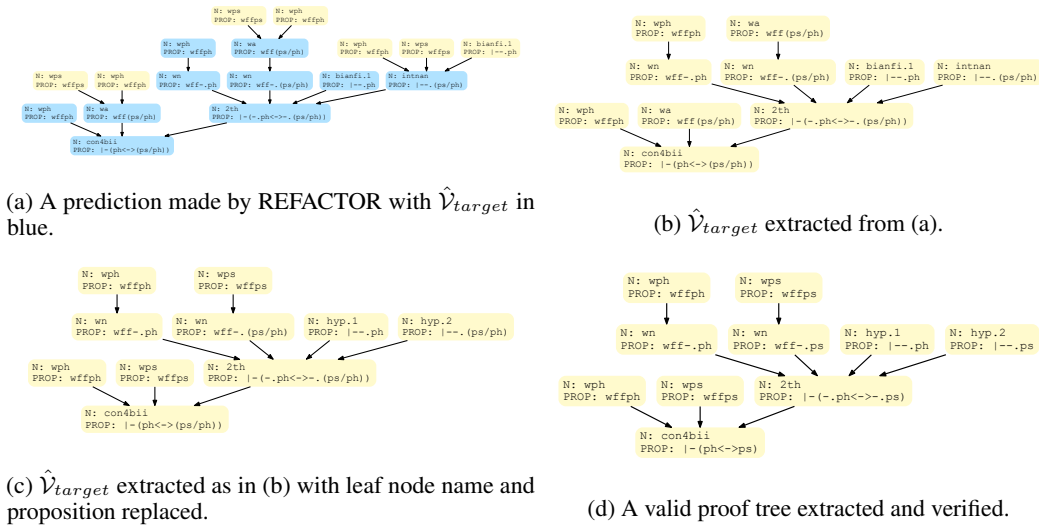 N: wps
PROP: wffps
N: wph
PROP: wffph
N: wph
PROP: wffph
N: wa
PROP: wff(ps/ph)
N: wph
PROP: wffph
N: wps
PROP: wffps
N: bianfi.1
PROP: |--.ph
N: wps
PROP: wffps
N: wph
PROP: wffph
N: wn
PROP: wff-.ph
N: wn
PROP: wff-.(ps/ph)
N: bianfi.1
PROP: |--.ph
N: intnan
PROP: |--.(ps/ph)
N: wph
PROP: wffph
N: wa
PROP: wff(ps/ph)
N: 2th
PROP: |-(-.ph<->-.(ps/ph))
N: con4bii
PROP: |-(ph<->(ps/ph))
(a) A prediction made by REFACTOR with V̂target in
blue.
N: wph
PROP: wffph
N: wa
PROP: wff(ps/ph)
N: wn
PROP: wff-.ph
N: wn
PROP: wff-.(ps/ph)
N: bianfi.1
PROP: |--.ph
N: intnan
PROP: |--.(ps/ph)
N: wph
PROP: wffph
N: wa
PROP: wff(ps/ph)
N: 2th
PROP: |-(-.ph<->-.(ps/ph))
N: con4bii
PROP: |-(ph<->(ps/ph))
(b) V̂target extracted from (a).
N: wph
PROP: wffph
N: wps
PROP: wffps
N: wn
PROP: wff-.ph
N: wn
PROP: wff-.(ps/ph)
N: hyp.1
PROP: |--.ph
N: hyp.2
PROP: |--.(ps/ph)
N: wph
PROP: wffph
N: wps
PROP: wffps
N: 2th
PROP: |-(-.ph<->-.(ps/ph))
N: con4bii
PROP: |-(ph<->(ps/ph))
(c) V̂target extracted as in (b) with leaf node name and
proposition replaced.
N: wph
PROP: wffph
N: wps
PROP: wffps
N: wn
PROP: wff-.ph
N: wn
PROP: wff-.ps
N: hyp.1
PROP: |--.ph
N: hyp.2
PROP: |--.ps
N: wph
PROP: wffph
N: wps
PROP: wffps
N: 2th
PROP: |-(-.ph<->-.ps)
N: con4bii
PROP: |-(ph<->ps)
(d) A valid proof tree extracted and verified.